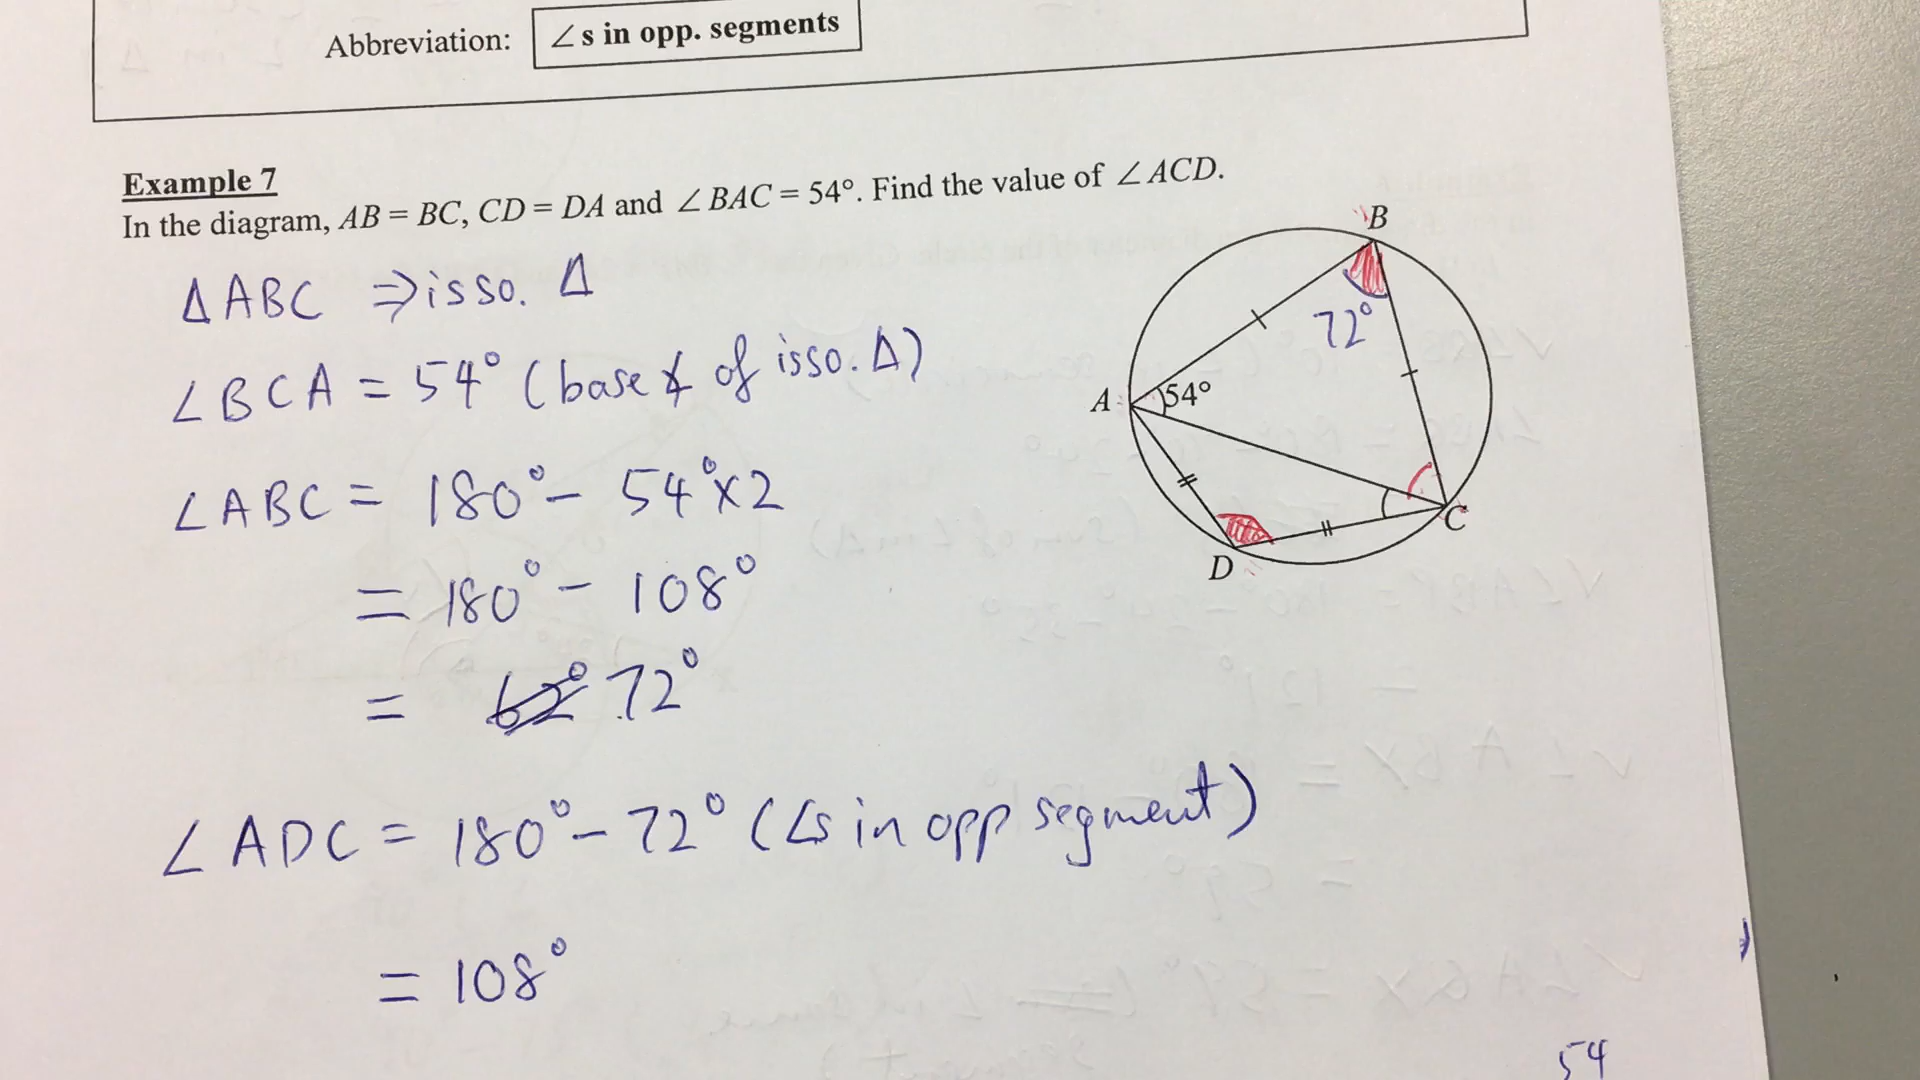 Abbreviation: ∠s in opp. segments
Example 7
In the diagram, AB = BC, CD = DA and ∠BAC = 54°. Find the value of ∠ACD.
B
72°
A 54°
C
D
Δ ABC ⇒ isso. Δ
∠BCA = 54° (base ∡ of isso. Δ)
∠ABC = 180° − 54°×2
= 180° − 108°
= 62° 72°
∠ADC = 180° − 72° (∠s in opp segment)
= 108°
54